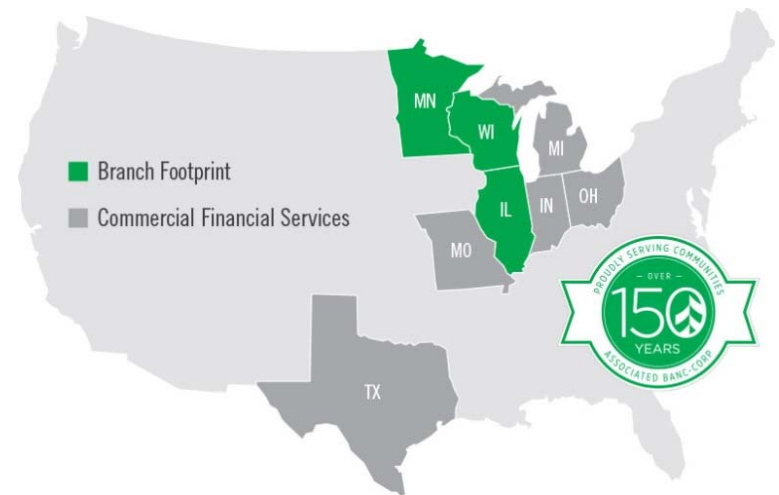 MN
WI
MI
Branch Footprint
Commercial Financial Services
IL
IN
OH
MO
TX
PROUDLY SERVING COMMUNITIES
- OVER -
150
YEARS
ASSOCIATED BANC-CORP